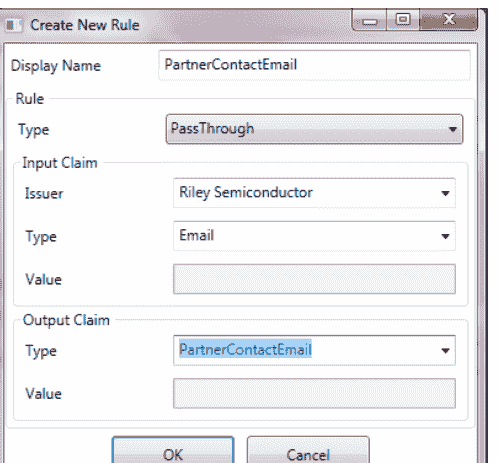 Create New Rule
Display Name PartnerContactEmail
Rule
Type PassThrough
Input Claim
Issuer Riley Semiconductor
Type Email
Value
Output Claim
Type PartnerContactEmail
Value
OK Cancel